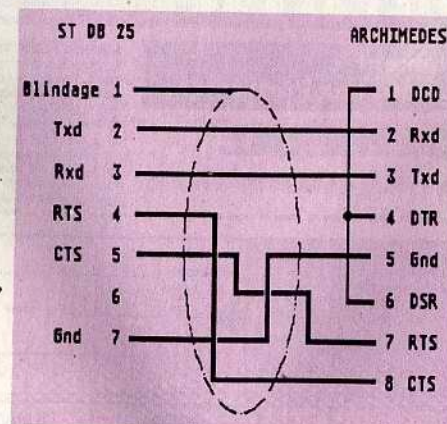 ST DB 25 ARCHIMEDES
Blindage 1 1 DCD
Txd 2 2 Rxd
Rxd 3 3 Txd
RTS 4 4 DTR
CTS 5 5 Gnd
6 6 DSR
Gnd 7 7 RTS
8 CTS